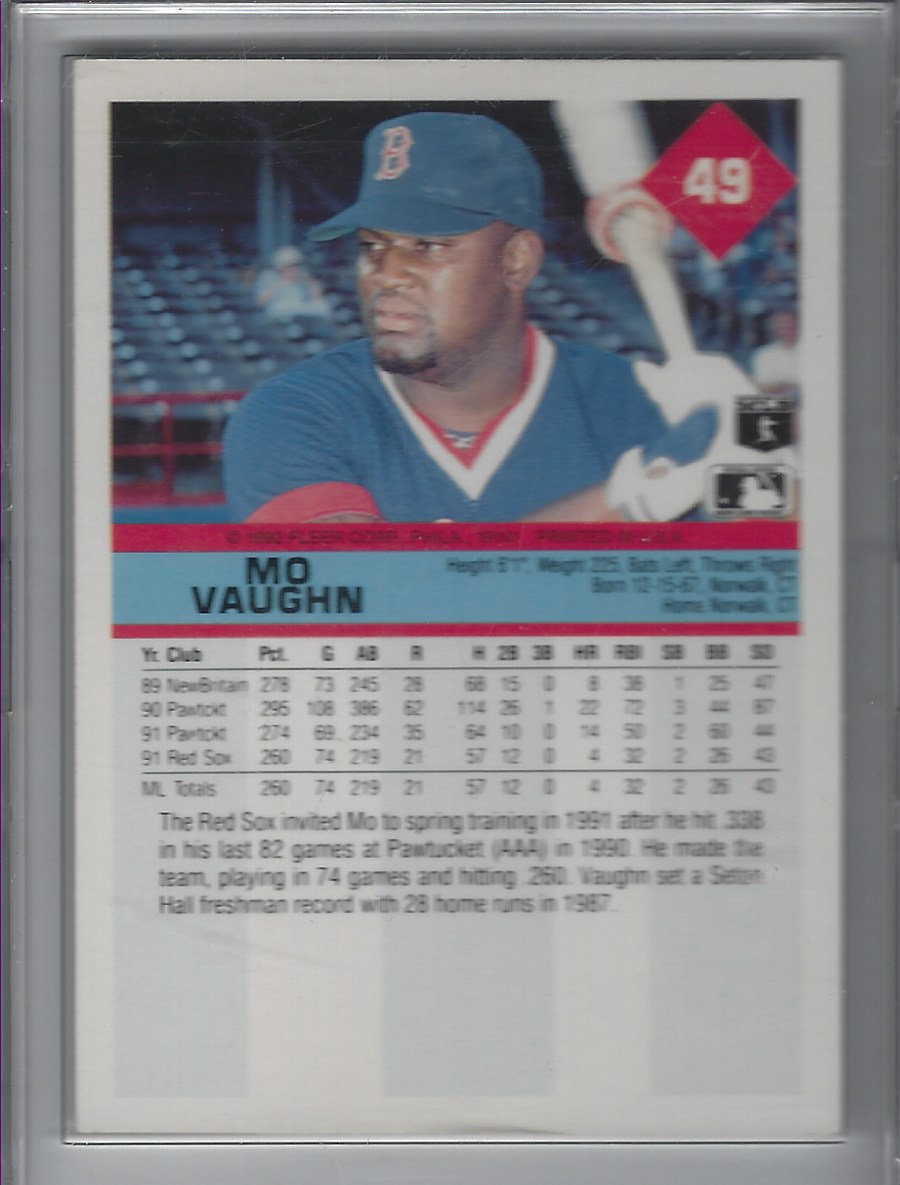 B
49
© 1992 FLEER CORP., PHILA., 19141 PRINTED IN U.S.A.
MO
VAUGHN
Height 6'1", Weight 225, Bats Left, Throws Right
Born 12-15-67, Norwalk, CT
Home Norwalk, CT
Yr. Club Pct. G AB R H 2B 3B HR RBI SB BB SO
89 NewBritain 278 73 245 28 68 15 0 8 38 1 25 47
90 Pawtckt 295 108 386 62 114 26 1 22 72 3 44 87
91 Pawtckt 274 69 234 35 64 10 0 14 50 2 60 44
91 Red Sox 260 74 219 21 57 12 0 4 32 2 26 43
ML Totals 260 74 219 21 57 12 0 4 32 2 26 43
The Red Sox invited Mo to spring training in 1991 after he hit .338
in his last 82 games at Pawtucket (AAA) in 1990. He made the
team, playing in 74 games and hitting .260. Vaughn set a Seton
Hall freshman record with 28 home runs in 1987.